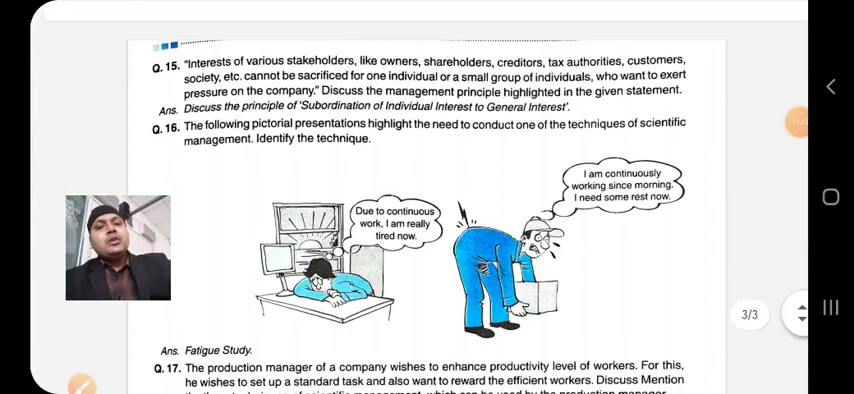 Q. 15. "Interests of various stakeholders, like owners, shareholders, creditors, tax authorities, customers,
society, etc. cannot be sacrificed for one individual or a small group of individuals, who want to exert
pressure on the company." Discuss the management principle highlighted in the given statement.
Ans. Discuss the principle of 'Subordination of Individual Interest to General Interest'.
Q. 16. The following pictorial presentations highlight the need to conduct one of the techniques of scientific
management. Identify the technique.
Due to continuous
work, I am really
tired now.
I am continuously
working since morning.
I need some rest now.
3/3
Ans. Fatigue Study.
Q. 17. The production manager of a company wishes to enhance productivity level of workers. For this,
he wishes to set up a standard task and also want to reward the efficient workers. Discuss Mention